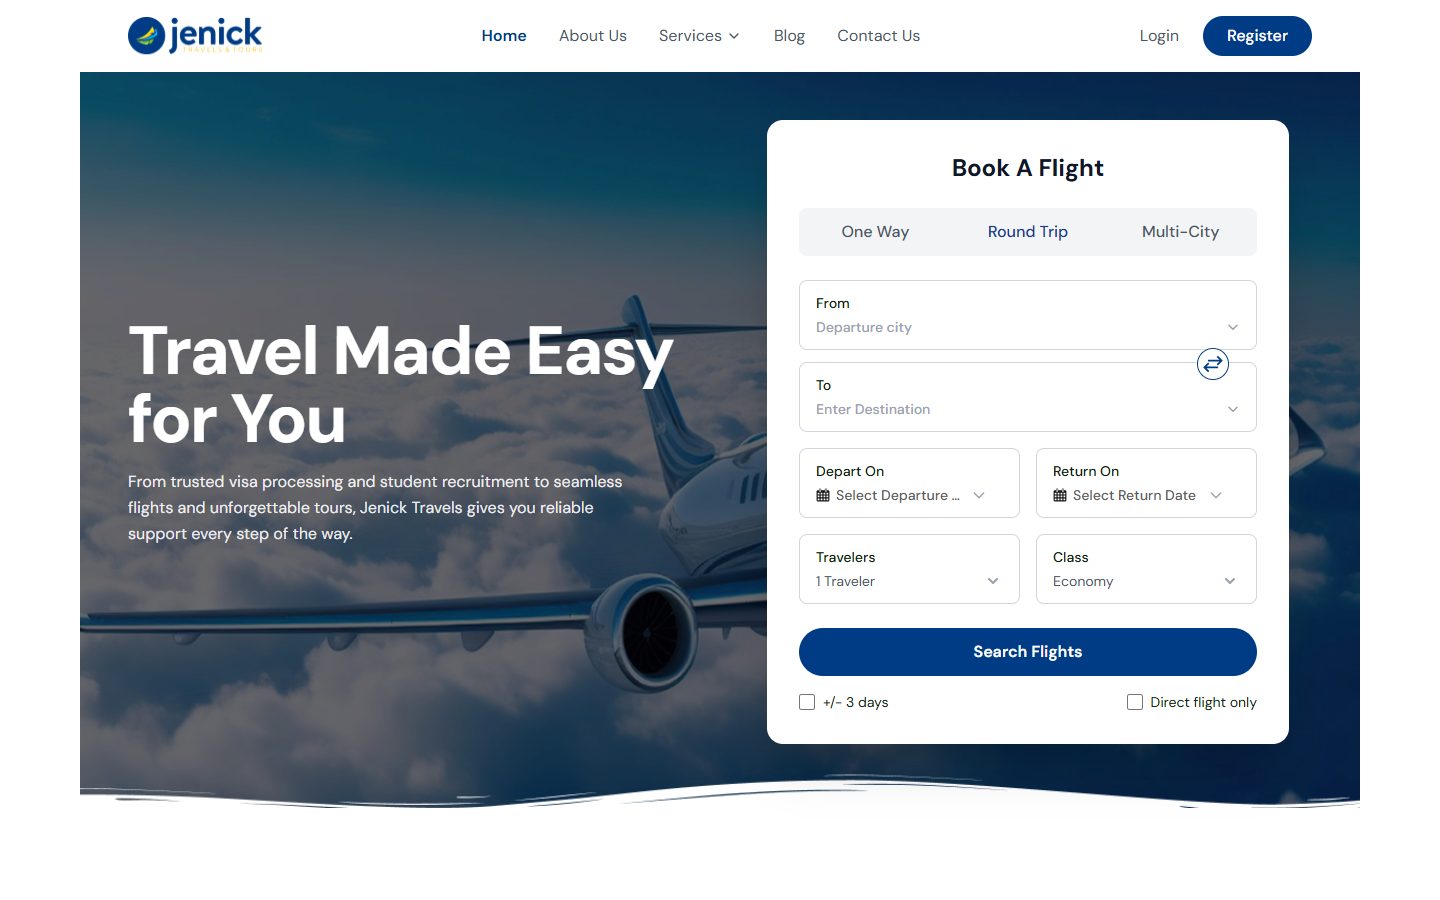 jenick
TRAVELS & TOURS
Home
About Us
Services
Blog
Contact Us
Login
Register
Travel Made Easy
for You
From trusted visa processing and student recruitment to seamless
flights and unforgettable tours, Jenick Travels gives you reliable
support every step of the way.
Book A Flight
One Way
Round Trip
Multi-City
From
Departure city
To
Enter Destination
Depart On
Select Departure ...
Return On
Select Return Date
Travelers
1 Traveler
Class
Economy
Search Flights
+/- 3 days
Direct flight only